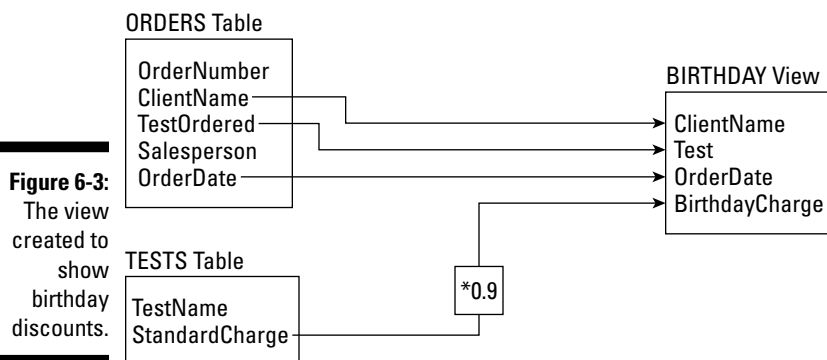 ORDERS Table
OrderNumber
ClientName
TestOrdered
Salesperson
OrderDate
BIRTHDAY View
ClientName
Test
OrderDate
BirthdayCharge
Figure 6-3:
The view
created to
show
birthday
discounts.
TESTS Table
TestName
StandardCharge
*0.9